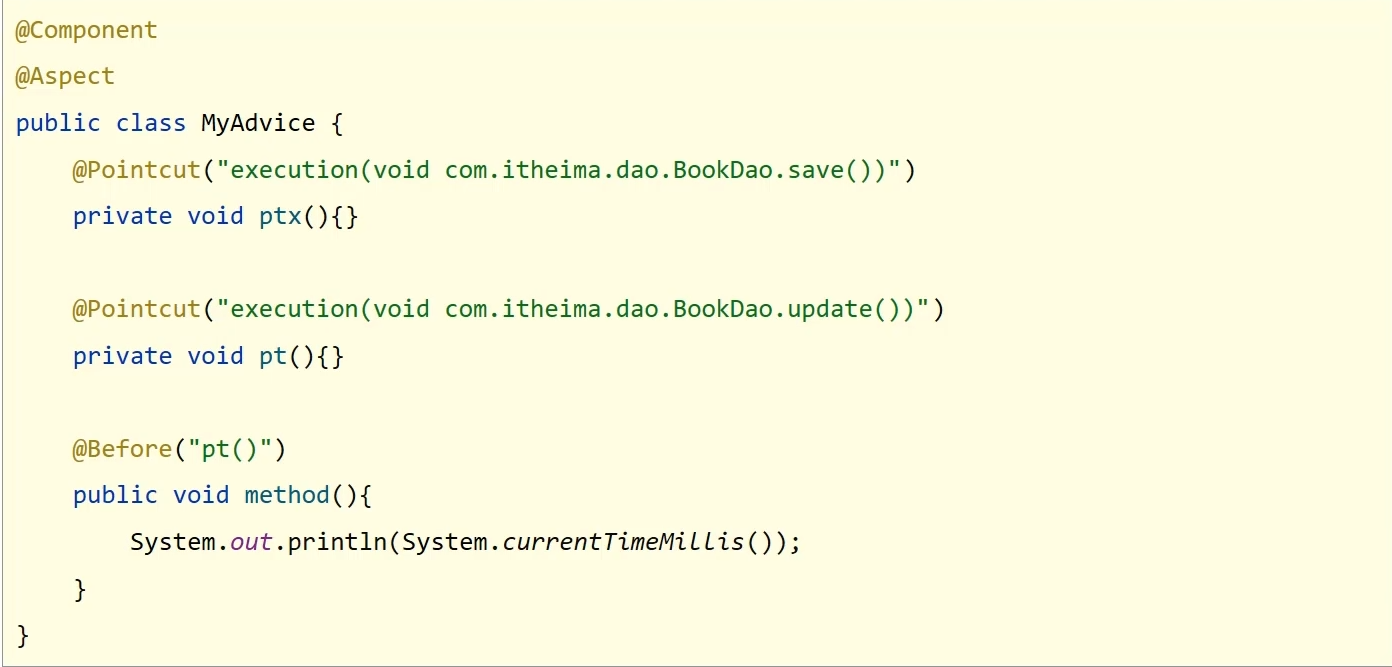 @Component
@Aspect
public class MyAdvice {
    @Pointcut("execution(void com.itheima.dao.BookDao.save())")
    private void ptx(){}
    @Pointcut("execution(void com.itheima.dao.BookDao.update())")
    private void pt(){}
    @Before("pt()")
    public void method(){
        System.out.println(System.currentTimeMillis());
    }
}